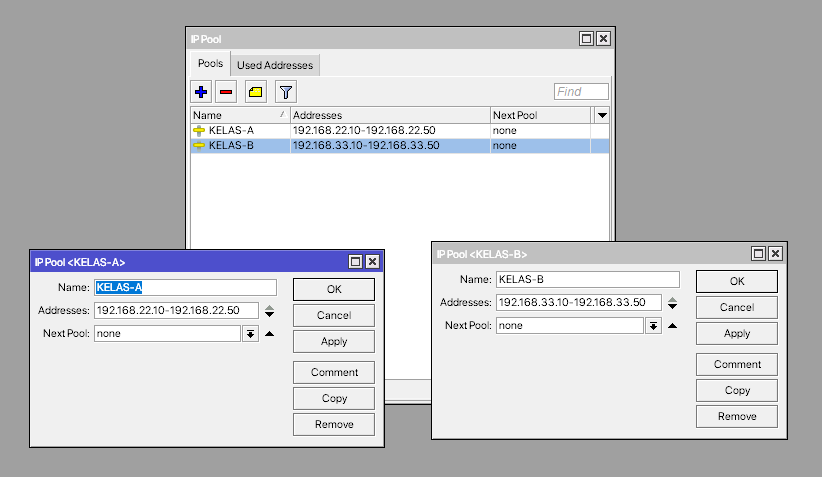 IP Pool
Pools Used Addresses
Find
Name Addresses Next Pool
KELAS-A 192.168.22.10-192.168.22.50 none
KELAS-B 192.168.33.10-192.168.33.50 none
IP Pool <KELAS-A>
Name: KELAS-A OK
Addresses: 192.168.22.10-192.168.22.50 Cancel
Next Pool: none Apply
Comment
Copy
Remove
IP Pool <KELAS-B>
Name: KELAS-B OK
Addresses: 192.168.33.10-192.168.33.50 Cancel
Next Pool: none Apply
Comment
Copy
Remove